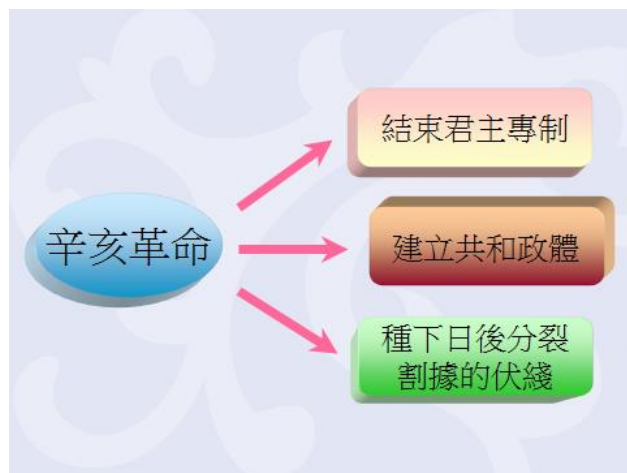 結束君主專制
辛亥革命
建立共和政體
種下日後分裂
割據的伏綫